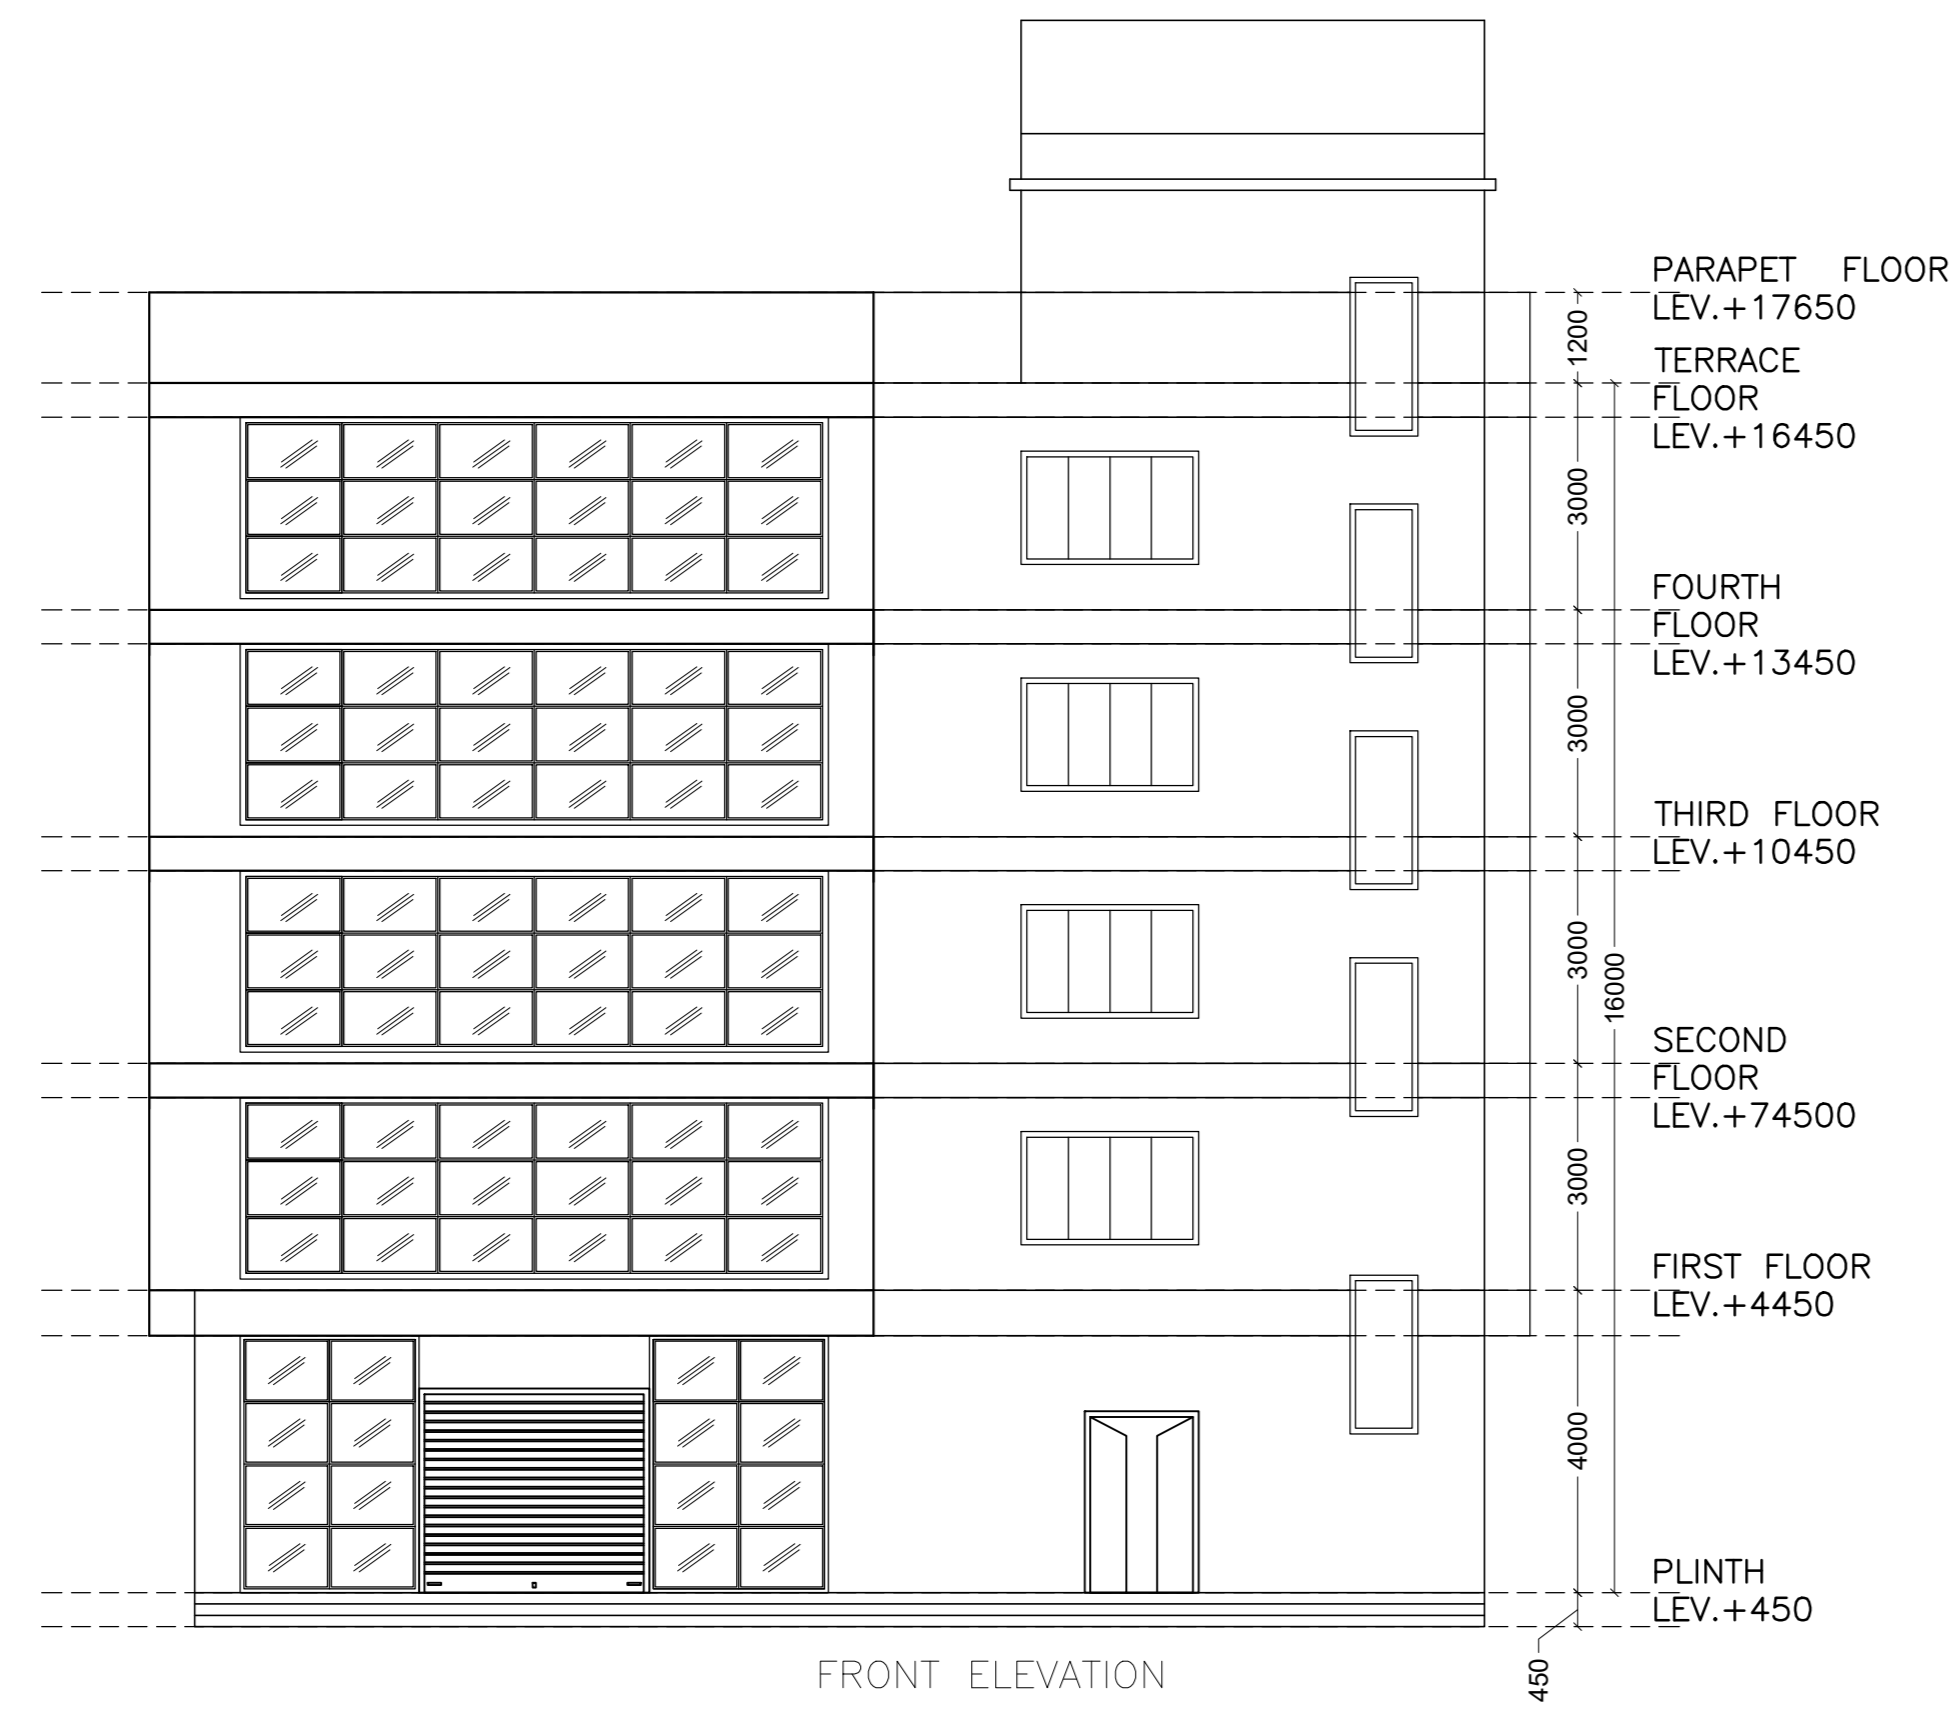 PARAPET FLOOR
LEV.+17650
1200
TERRACE
FLOOR
LEV.+16450
3000
FOURTH
FLOOR
LEV.+13450
3000
THIRD FLOOR
LEV.+10450
3000
16000
SECOND
FLOOR
LEV.+74500
3000
FIRST FLOOR
LEV.+4450
4000
PLINTH
LEV.+450
450
FRONT ELEVATION